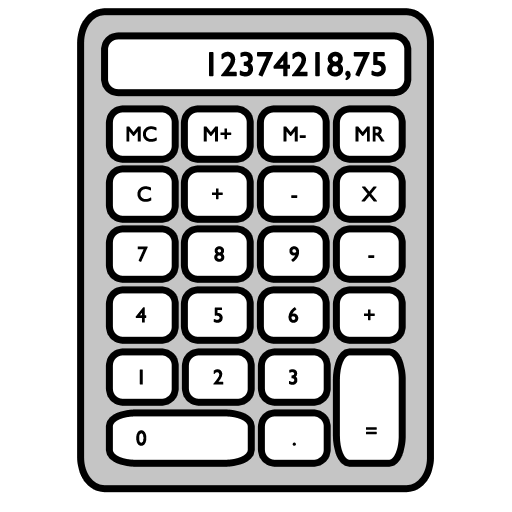 12374218,75
MC M+ M- MR
C + - X
7 8 9 -
4 5 6 +
1 2 3
0 . =